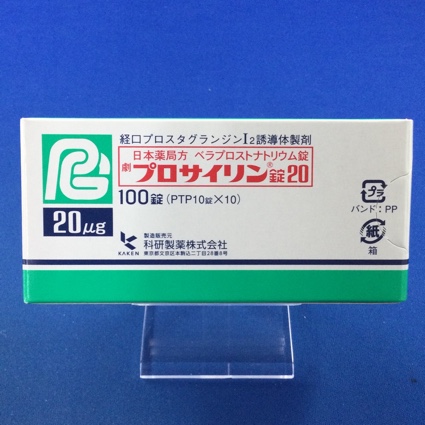 経口プロスタグランジンI2誘導体製剤
日本薬局方 ベラプロストナトリウム錠
劇 プロサイリン®錠20
100錠(PTP10錠×10)
20μg
プラ
バンド:PP
紙
箱
製造販売元
科研製薬株式会社
KAKEN
東京都文京区本駒込二丁目28番8号